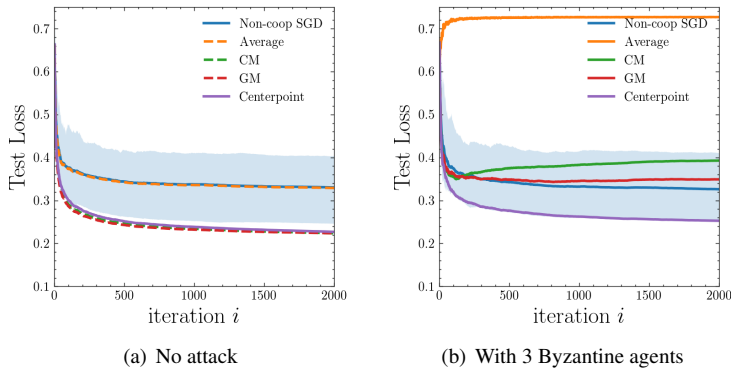 Test Loss
0.7
0.6
0.5
0.4
0.3
0.2
0.1
Non-coop SGD
Average
CM
GM
Centerpoint
0 500 1000 1500 2000
iteration i
(a) No attack
Test Loss
0.7
0.6
0.5
0.4
0.3
0.2
0.1
Non-coop SGD
Average
CM
GM
Centerpoint
0 500 1000 1500 2000
iteration i
(b) With 3 Byzantine agents